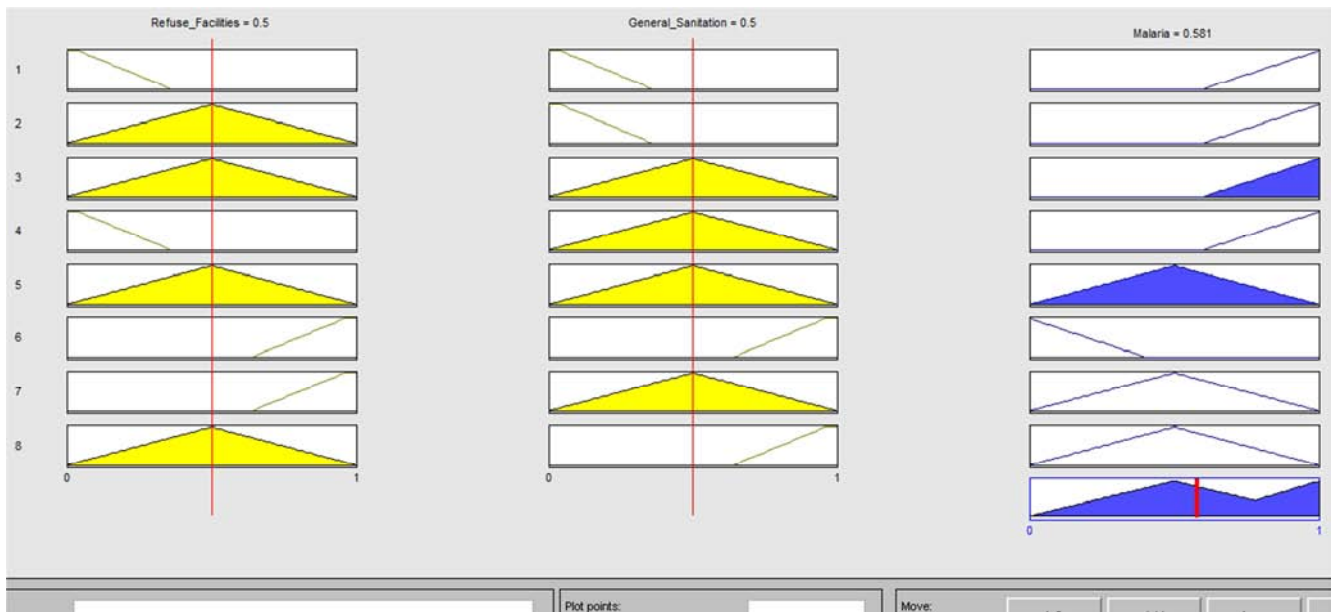 Refuse_Facilities = 0.5
General_Sanitation = 0.5
Malaria = 0.581
1
2
3
4
5
6
7
8
0 1
0 1
0 1
Plot points:
Move: